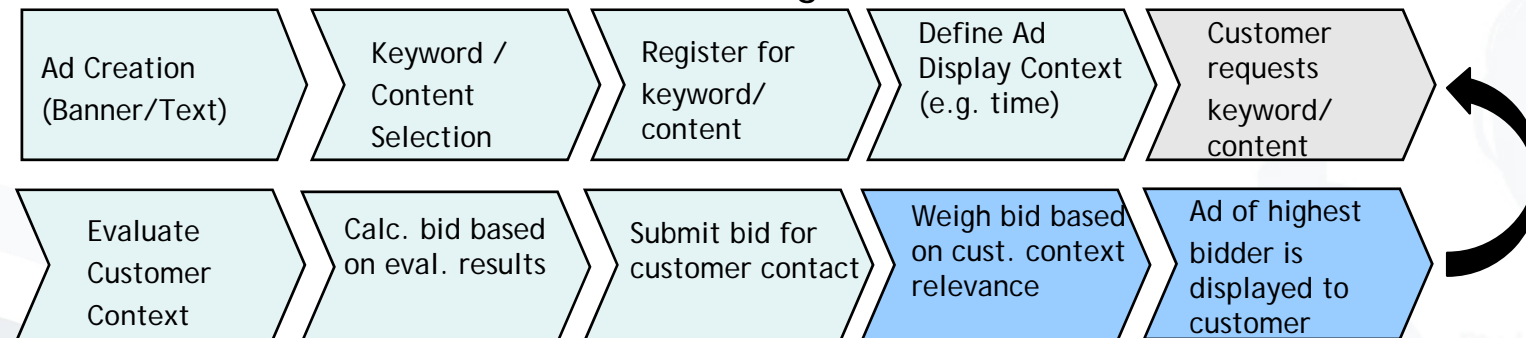 Ad Creation
(Banner/Text)
Keyword /
Content
Selection
Register for
keyword/
content
Define Ad
Display Context
(e.g. time)
Customer
requests
keyword/
content
Evaluate
Customer
Context
Calc. bid based
on eval. results
Submit bid for
customer contact
Weigh bid based
on cust. context
relevance
Ad of highest
bidder is
displayed to
customer